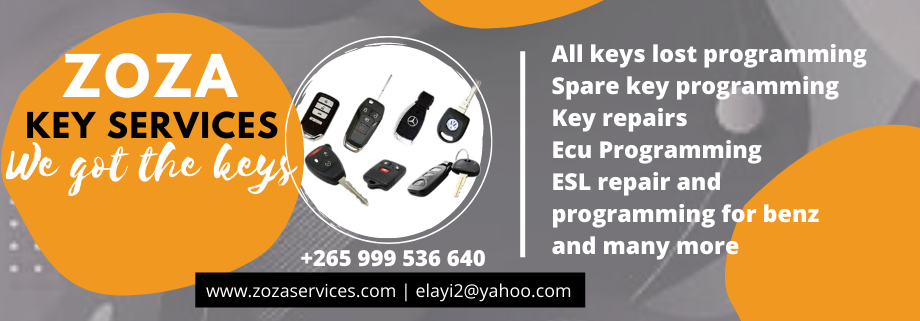 ZOZA
KEY SERVICES
We got the keys
+265 999 536 640
www.zozaservices.com | elayi2@yahoo.com
All keys lost programming
Spare key programming
Key repairs
Ecu Programming
ESL repair and
programming for benz
and many more